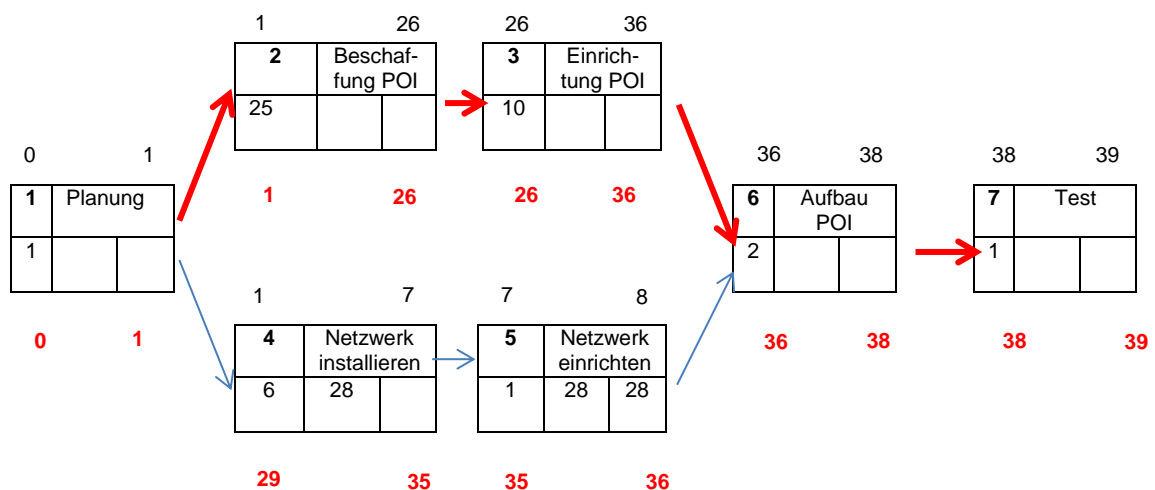 1 26
26 36
2 Beschaf-
fung POI
3 Einrich-
tung POI
25
10
0 1
36 38
38 39
1 26
26 36
1 Planung
6 Aufbau
POI
7 Test
1
2
1
1 7
7 8
0 1
4 Netzwerk
installieren
5 Netzwerk
einrichten
36 38
38 39
6 28
1 28 28
29 35
35 36